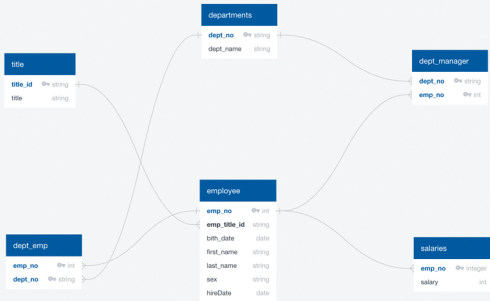 departments
dept_no string
dept_name string
title
title_id string
title string
dept_manager
dept_no string
emp_no int
employee
emp_no int
emp_title_id string
bith_date date
first_name string
last_name string
sex string
hireDate date
dept_emp
emp_no int
dept_no string
salaries
emp_no integer
salary int